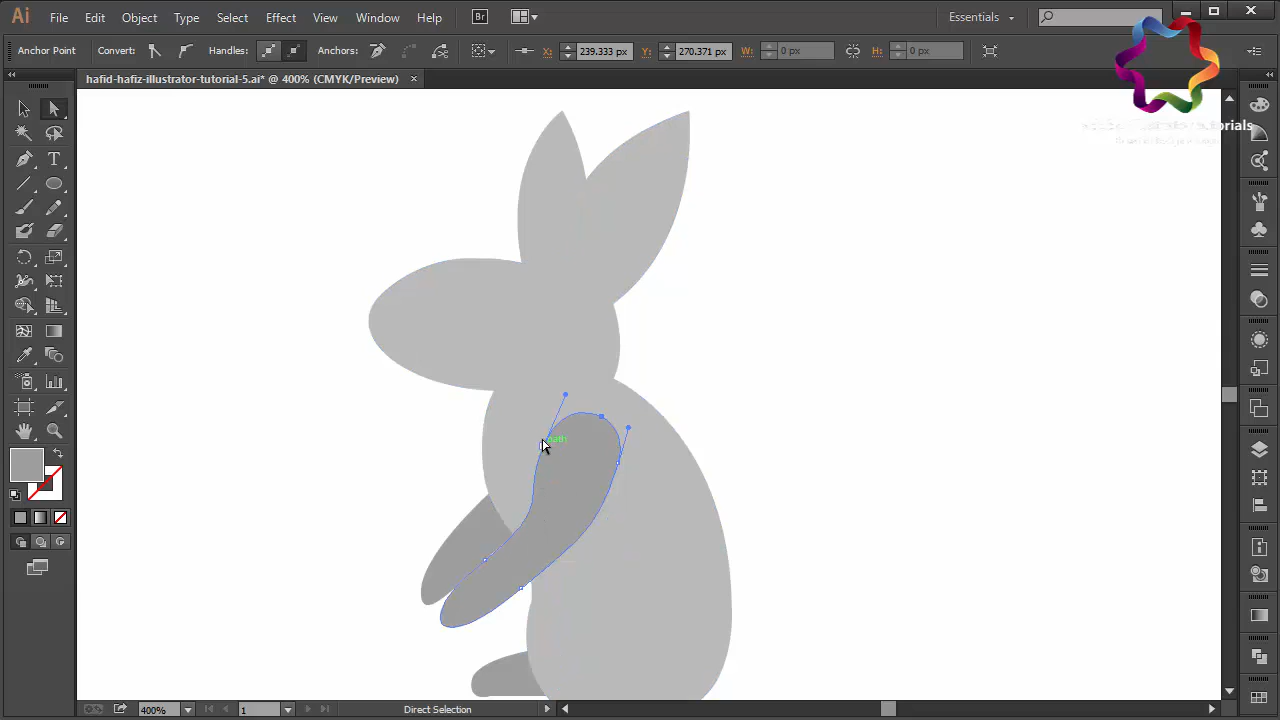 Ai File Edit Object Type Select Effect View Window Help Br Essentials
Anchor Point Convert: Handles: Anchors: X: 239.333 px Y: 270.371 px W: 0 px H: 0 px
hafid-hafiz-illustrator-tutorial-5.ai* @ 400% (CMYK/Preview)
tutorials
path
400% 1 Direct Selection